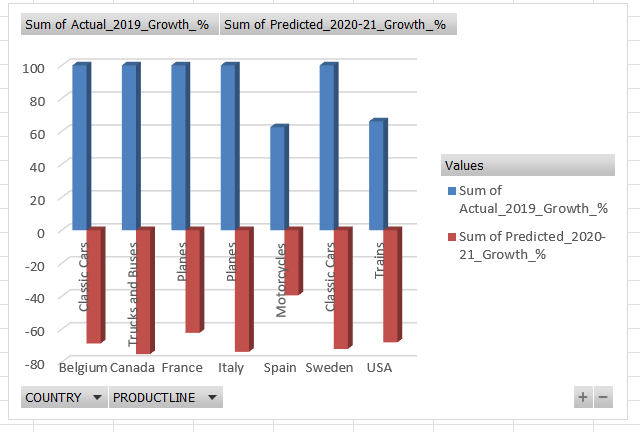 Sum of Actual_2019_Growth_% Sum of Predicted_2020-21_Growth_%
100
80
60
40
20
0
-20
-40
-60
-80
Classic Cars
Trucks and Buses
Planes
Planes
Motorcycles
Classic Cars
Trains
Belgium Canada France Italy Spain Sweden USA
Values
Sum of
Actual_2019_Growth_%
Sum of Predicted_2020-
21_Growth_%
COUNTRY PRODUCTLINE
+ −